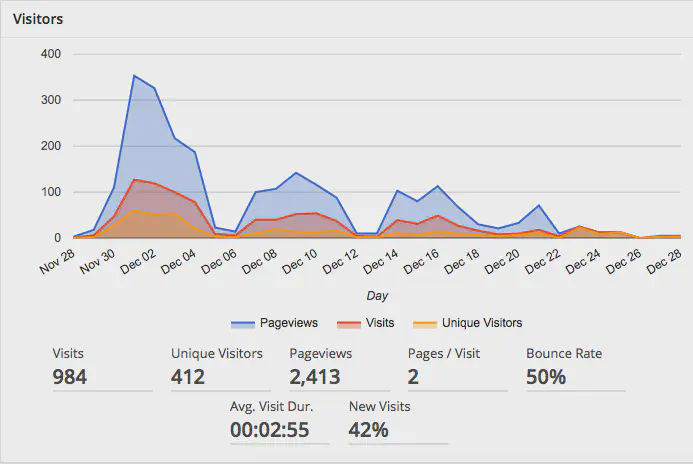 Visitors
400
300
200
100
0
Nov 28 Nov 30 Dec 02 Dec 04 Dec 06 Dec 08 Dec 10 Dec 12 Dec 14 Dec 16 Dec 18 Dec 20 Dec 22 Dec 24 Dec 26 Dec 28
Day
Pageviews Visits Unique Visitors
Visits Unique Visitors Pageviews Pages / Visit Bounce Rate
984 412 2,413 2 50%
Avg. Visit Dur. New Visits
00:02:55 42%